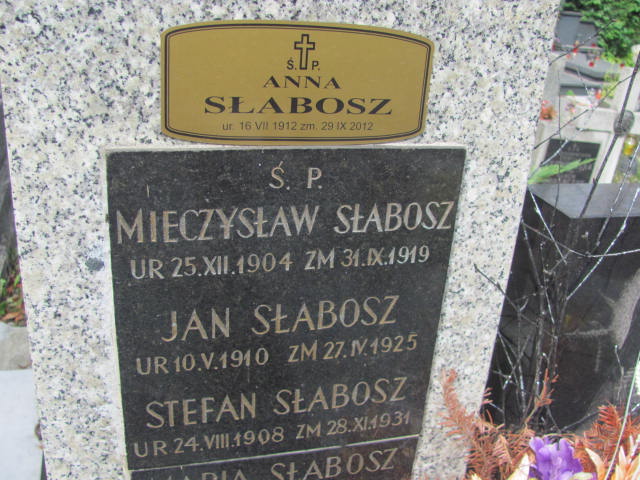 Ś. P.
ANNA
SŁABOSZ
ur. 16 VII 1912 zm. 29 IX 2012
Ś. P.
MIECZYSŁAW SŁABOSZ
UR 25.XII.1904 ZM 31.IX.1919
JAN SŁABOSZ
UR 10.V.1910 ZM 27.IV.1925
STEFAN SŁABOSZ
UR 24.VIII.1908 ZM 28.XI.1931
MARIA SŁABOSZ